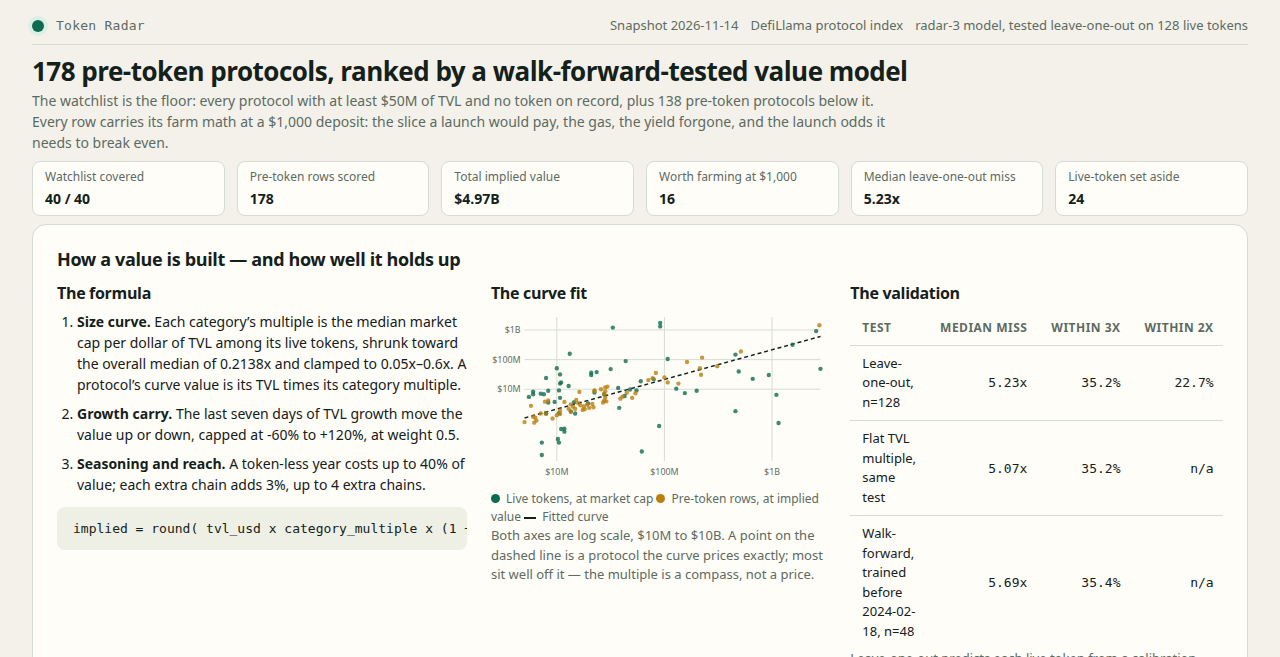 Token Radar
Snapshot 2026-11-14 DefiLlama protocol index radar-3 model, tested leave-one-out on 128 live tokens
178 pre-token protocols, ranked by a walk-forward-tested value model
The watchlist is the floor: every protocol with at least $50M of TVL and no token on record, plus 138 pre-token protocols below it.
Every row carries its farm math at a $1,000 deposit: the slice a launch would pay, the gas, the yield forgone, and the launch odds it
needs to break even.
Watchlist covered
40 / 40
Pre-token rows scored
178
Total implied value
$4.97B
Worth farming at $1,000
16
Median leave-one-out miss
5.23x
Live-token set aside
24
How a value is built — and how well it holds up
The formula
1. Size curve. Each category's multiple is the median market
cap per dollar of TVL among its live tokens, shrunk toward
the overall median of 0.2138x and clamped to 0.05x–0.6x. A
protocol's curve value is its TVL times its category multiple.
2. Growth carry. The last seven days of TVL growth move the
value up or down, capped at -60% to +120%, at weight 0.5.
3. Seasoning and reach. A token-less year costs up to 40% of
value; each extra chain adds 3%, up to 4 extra chains.
implied = round( tvl_usd x category_multiple x (1
The curve fit
$1B
$100M
$10M
$10M $100M $1B
Live tokens, at market cap Pre-token rows, at implied
value Fitted curve
Both axes are log scale, $10M to $10B. A point on the
dashed line is a protocol the curve prices exactly; most
sit well off it — the multiple is a compass, not a price.
The validation
TEST MEDIAN MISS WITHIN 3X WITHIN 2X
Leave-
one-out,
n=128
5.23x 35.2% 22.7%
Flat TVL
multiple,
same
test
5.07x 35.2% n/a
Walk-
forward,
trained
before
2024-02-
18, n=48
5.69x 35.4% n/a